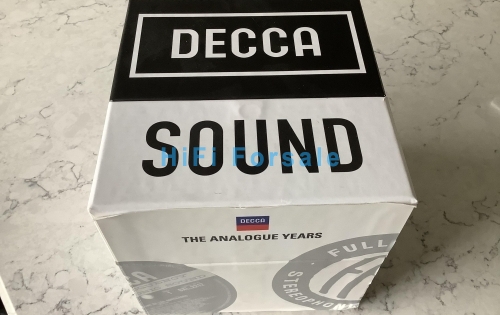 DECCA
SOUND
HiFi Forsale
DECCA
THE ANALOGUE YEARS
FULL
STEREOPHONIC